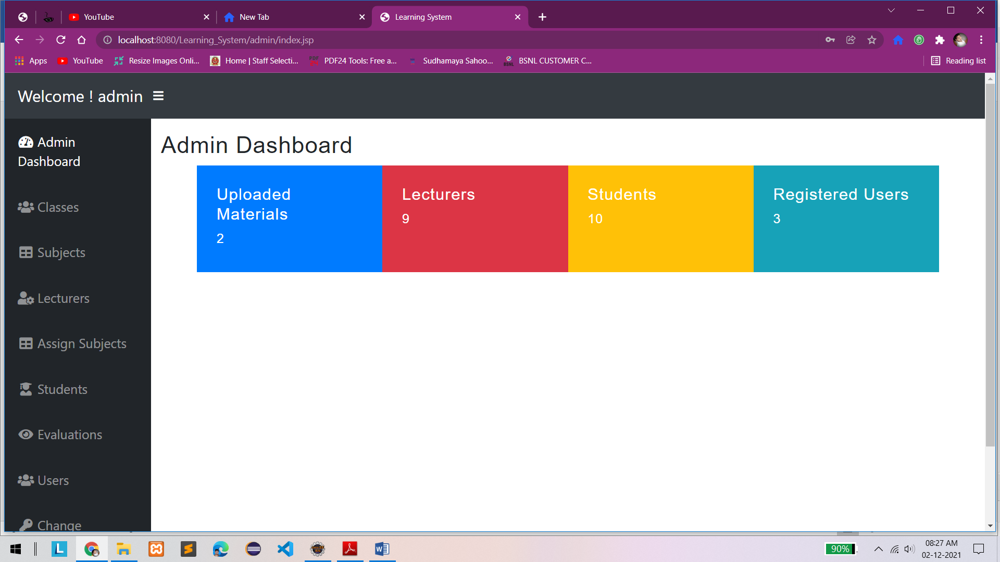 YouTube
New Tab
Learning System
localhost:8080/Learning_System/admin/index.jsp
Apps
YouTube
Resize Images Onli...
Home | Staff Selecti...
PDF24 Tools: Free a...
Sudhamaya Sahoo...
BSNL CUSTOMER C...
Reading list
Welcome ! admin
Admin
Dashboard
Classes
Subjects
Lecturers
Assign Subjects
Students
Evaluations
Users
Change
Admin Dashboard
Uploaded
Materials
2
Lecturers
9
Students
10
Registered Users
3
90%
08:27 AM
02-12-2021